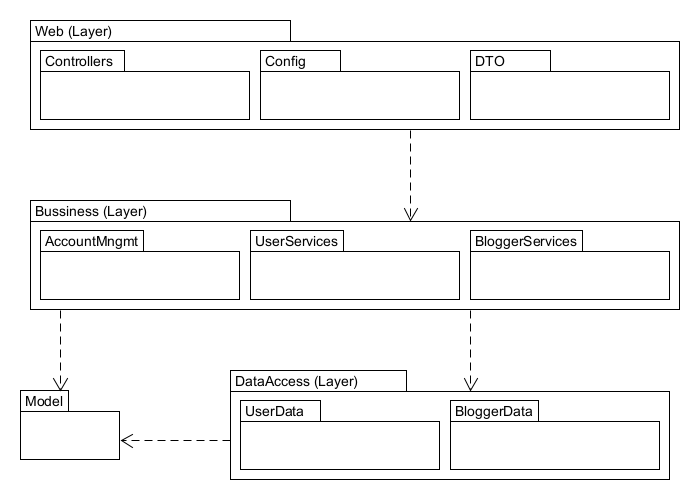 Web (Layer)
Controllers
Config
DTO
Bussiness (Layer)
AccountMngmt
UserServices
BloggerServices
DataAccess (Layer)
Model
UserData
BloggerData